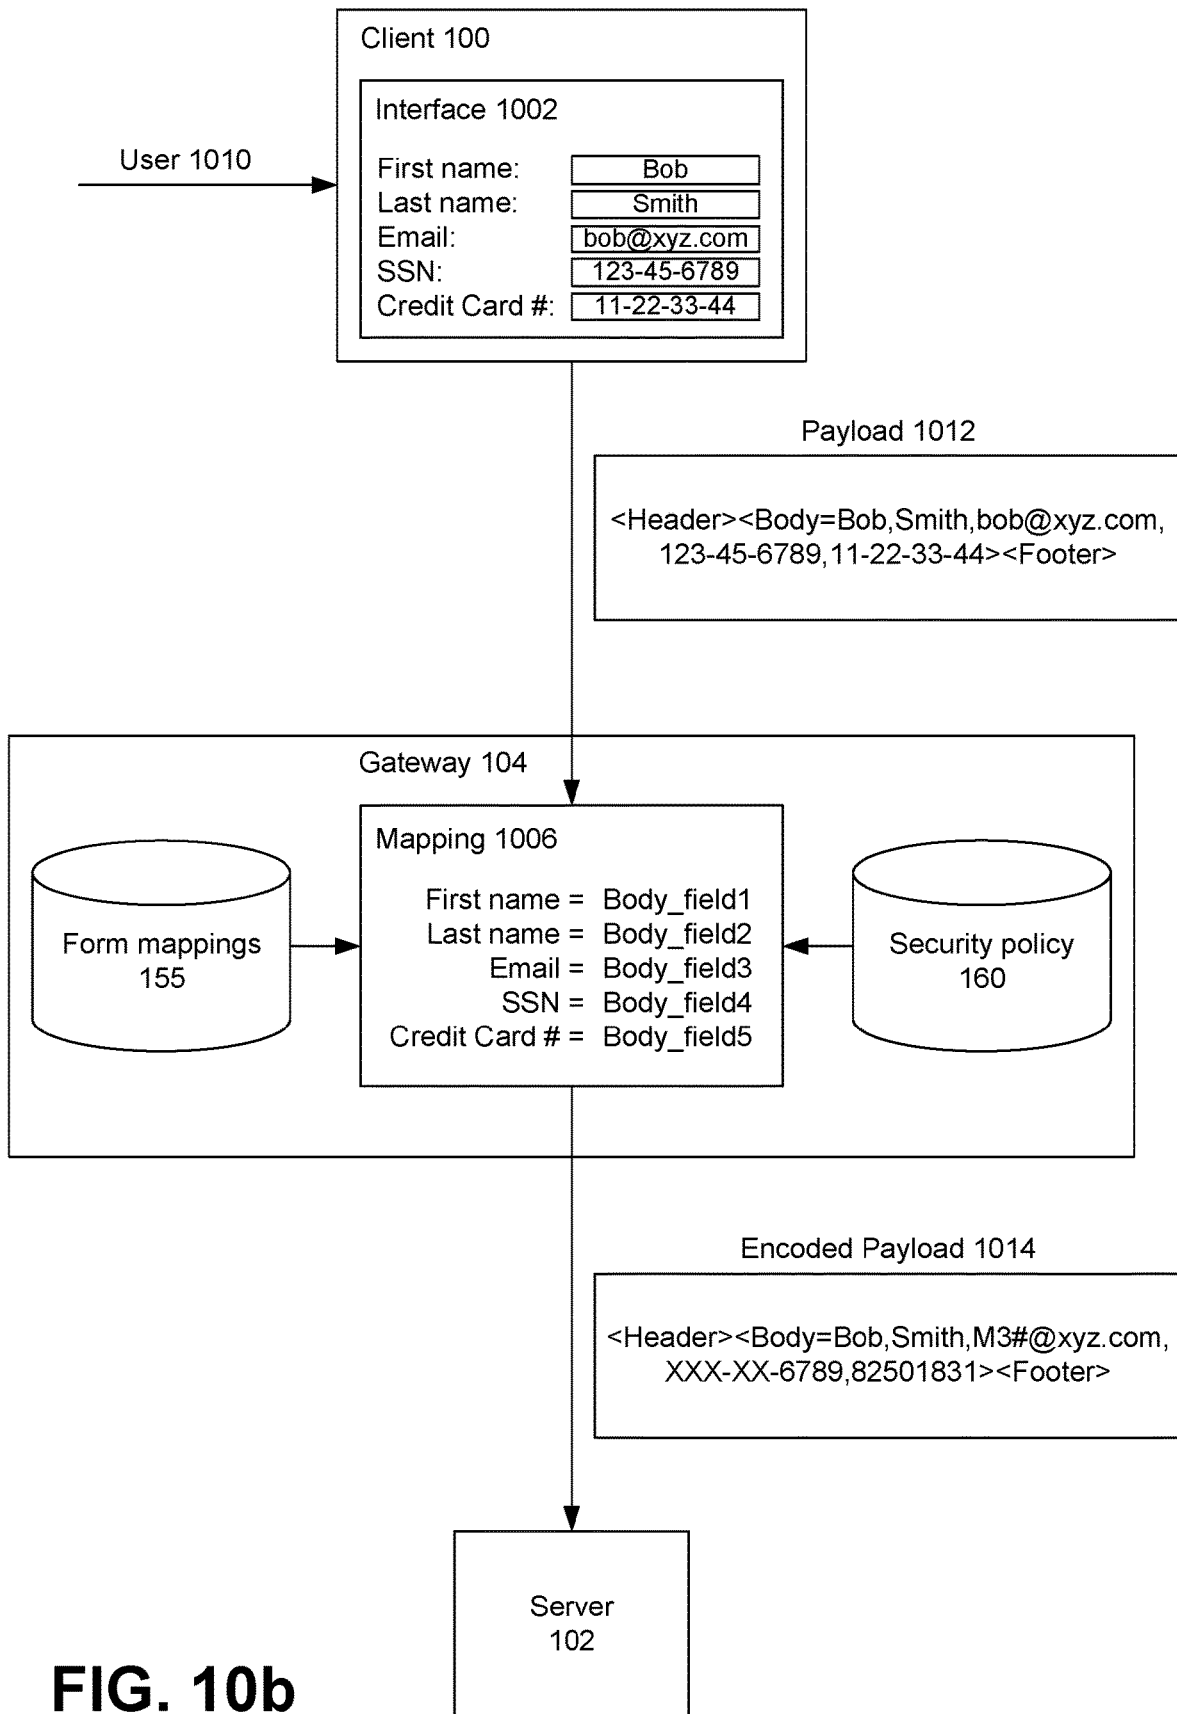 Client 100
Interface 1002
User 1010
First name: Bob
Last name: Smith
Email: bob@xyz.com
SSN: 123-45-6789
Credit Card #: 11-22-33-44
Payload 1012
<Header><Body=Bob,Smith,bob@xyz.com,
123-45-6789,11-22-33-44><Footer>
Gateway 104
Mapping 1006
First name = Body_field1
Last name = Body_field2
Email = Body_field3
SSN = Body_field4
Credit Card # = Body_field5
Form mappings
155
Security policy
160
Encoded Payload 1014
<Header><Body=Bob,Smith,M3#@xyz.com,
XXX-XX-6789,82501831><Footer>
Server
102
FIG. 10b